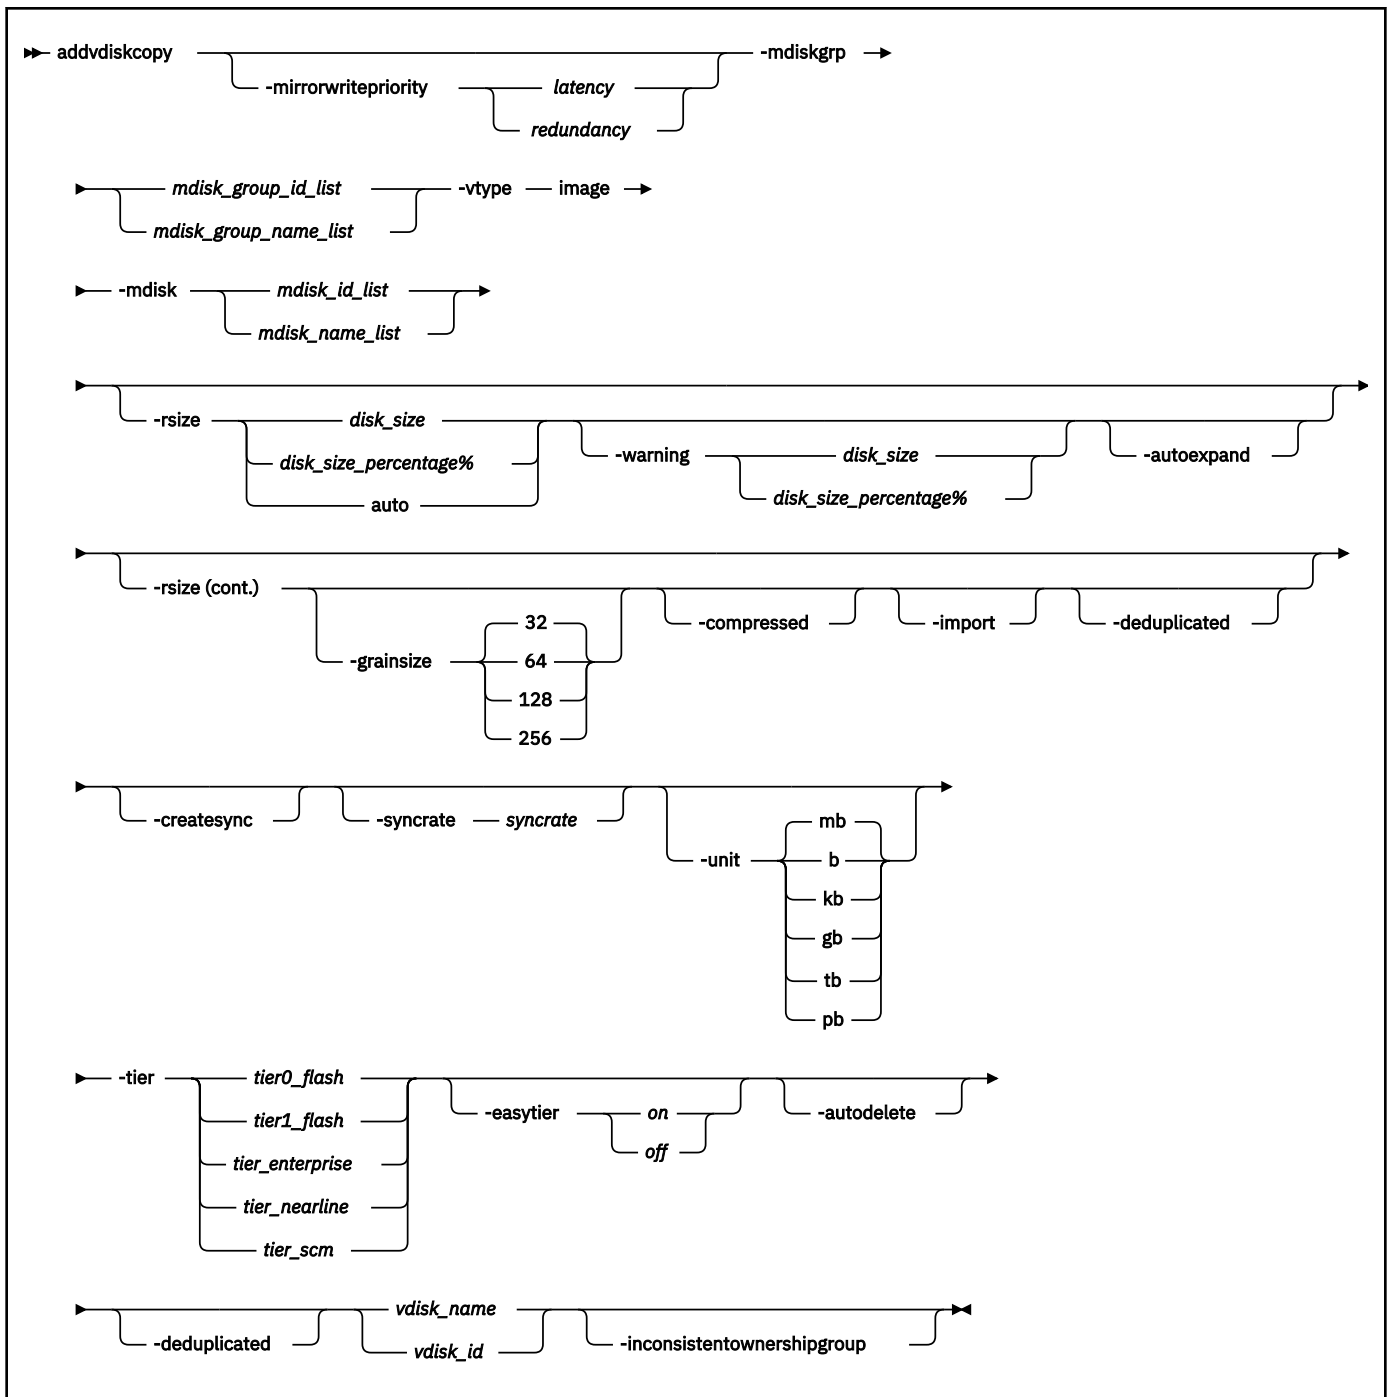 addvdiskcopy -mdiskgrp
-mirrorwritepriority latency
redundancy
mdisk_group_id_list -vtype image
mdisk_group_name_list
-mdisk mdisk_id_list
mdisk_name_list
-rsize disk_size
disk_size_percentage%
auto
-warning disk_size
disk_size_percentage%
-autoexpand
-rsize (cont.)
-grainsize
32
64
128
256
-compressed -import -deduplicated
-createsync -syncrate syncrate
-unit
mb
b
kb
gb
tb
pb
-tier tier0_flash
tier1_flash
tier_enterprise
tier_nearline
tier_scm
-easytier on
off
-autodelete
-deduplicated
vdisk_name
vdisk_id
-inconsistentownershipgroup